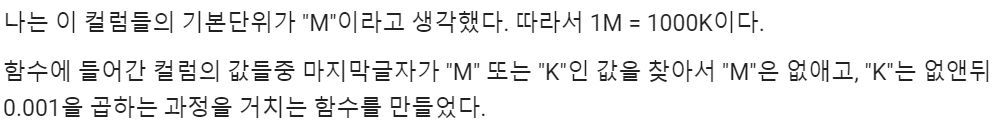 나는 이 컬럼들의 기본단위가 "M"이라고 생각했다. 따라서 1M = 1000K이다.
함수에 들어간 컬럼의 값들중 마지막글자가 "M" 또는 "K"인 값을 찾아서 "M"은 없애고, "K"는 없앤뒤
0.001을 곱하는 과정을 거치는 함수를 만들었다.